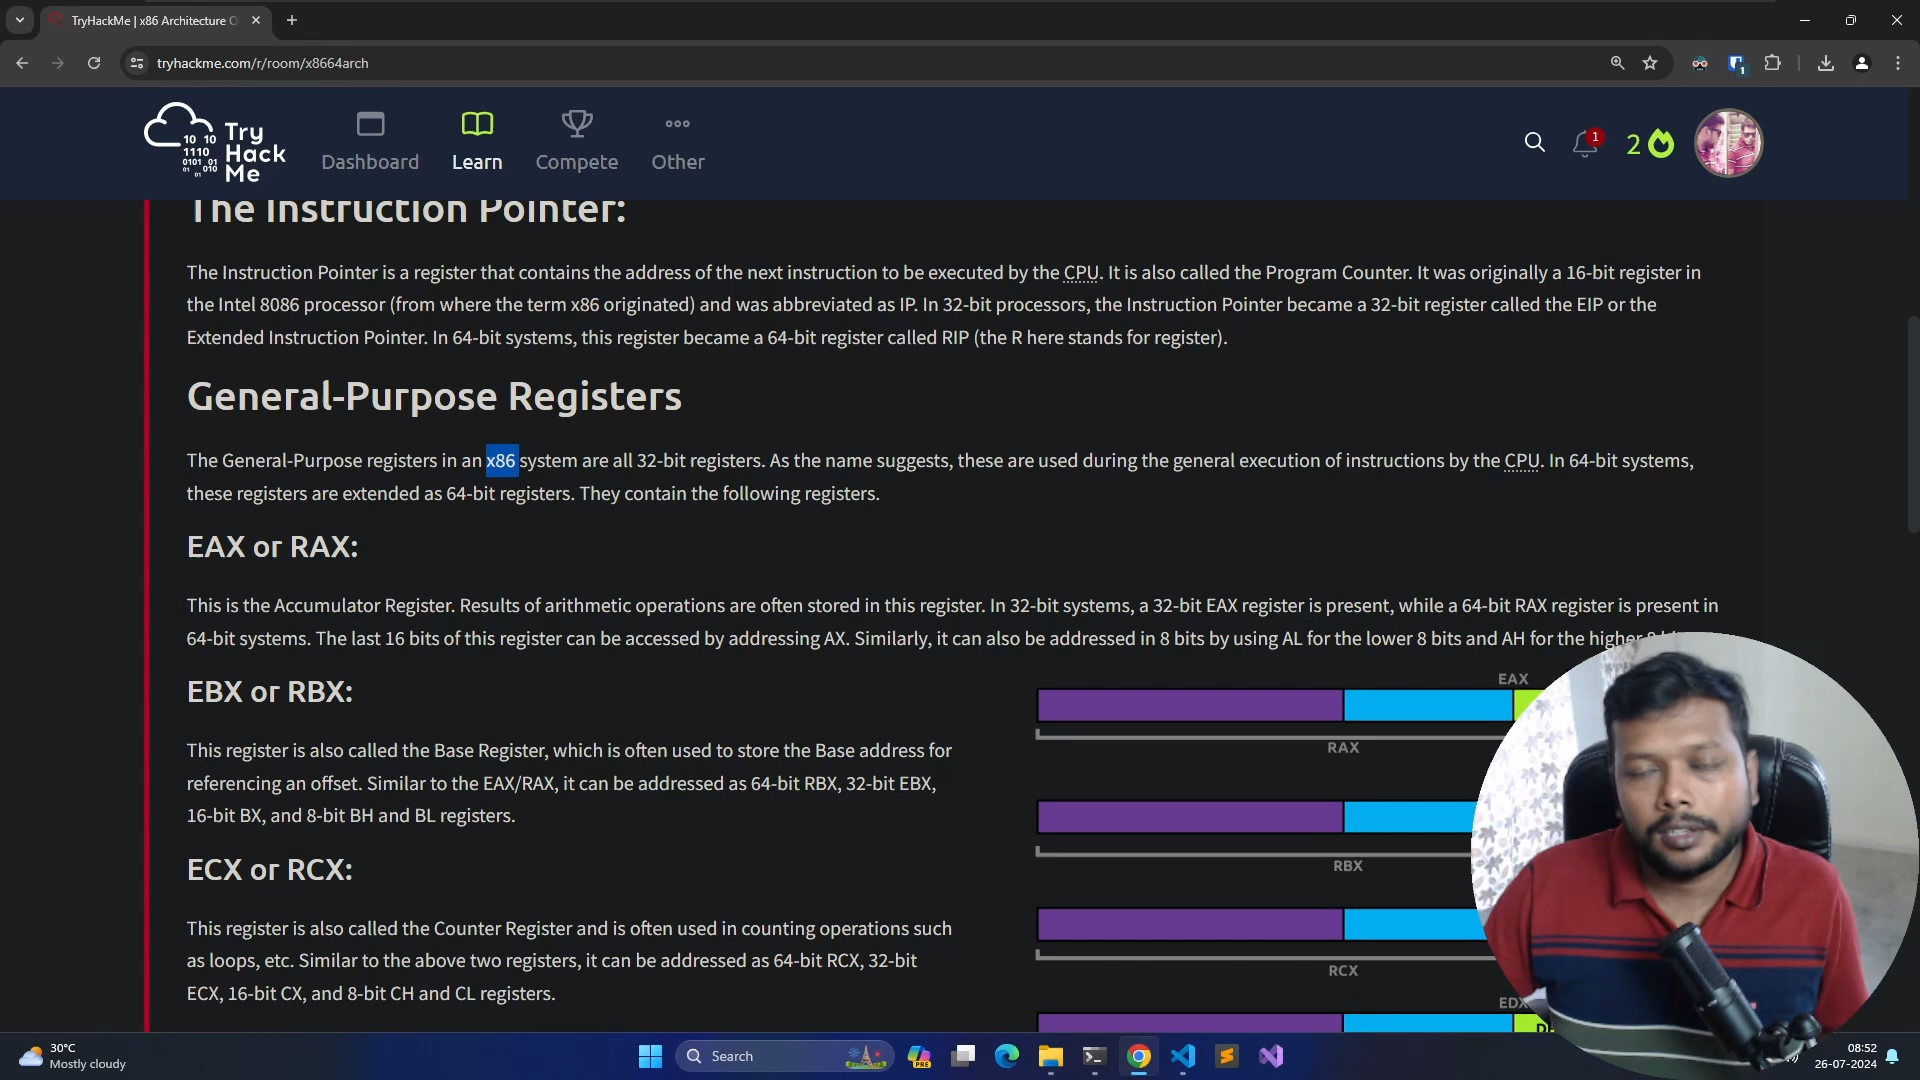 TryHackMe | x86 Architecture O
tryhackme.com/r/room/x8664arch
1
10 10
1110
0101 01
01 010
01
Try
Hack
Me
Dashboard
Learn
Compete
Other
1
2
The Instruction Pointer:
The Instruction Pointer is a register that contains the address of the next instruction to be executed by the CPU. It is also called the Program Counter. It was originally a 16-bit register in
the Intel 8086 processor (from where the term x86 originated) and was abbreviated as IP. In 32-bit processors, the Instruction Pointer became a 32-bit register called the EIP or the
Extended Instruction Pointer. In 64-bit systems, this register became a 64-bit register called RIP (the R here stands for register).
General-Purpose Registers
The General-Purpose registers in an x86 system are all 32-bit registers. As the name suggests, these are used during the general execution of instructions by the CPU. In 64-bit systems,
these registers are extended as 64-bit registers. They contain the following registers.
EAX or RAX:
This is the Accumulator Register. Results of arithmetic operations are often stored in this register. In 32-bit systems, a 32-bit EAX register is present, while a 64-bit RAX register is present in
64-bit systems. The last 16 bits of this register can be accessed by addressing AX. Similarly, it can also be addressed in 8 bits by using AL for the lower 8 bits and AH for the higher
EBX or RBX:
This register is also called the Base Register, which is often used to store the Base address for
referencing an offset. Similar to the EAX/RAX, it can be addressed as 64-bit RBX, 32-bit EBX,
16-bit BX, and 8-bit BH and BL registers.
ECX or RCX:
This register is also called the Counter Register and is often used in counting operations such
as loops, etc. Similar to the above two registers, it can be addressed as 64-bit RCX, 32-bit
ECX, 16-bit CX, and 8-bit CH and CL registers.
EAX
RAX
RBX
RCX
EDX
30°C
Mostly cloudy
Search
PRE
08:52
26-07-2024